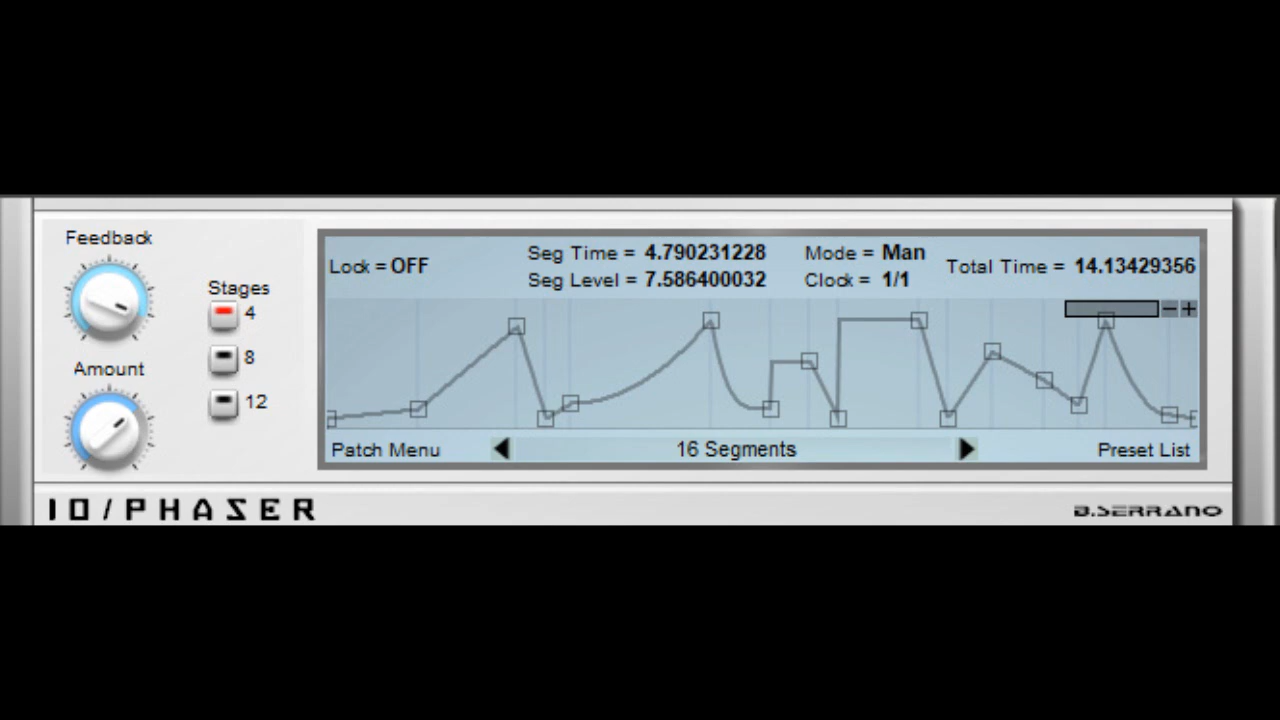 Feedback
Amount
Stages
4
8
12
Lock = OFF
Seg Time = 4.790231228
Seg Level = 7.586400032
Mode = Man
Clock = 1/1
Total Time = 14.13429356
− +
Patch Menu
16 Segments
Preset List
IO/PHASER
B.SERRANO